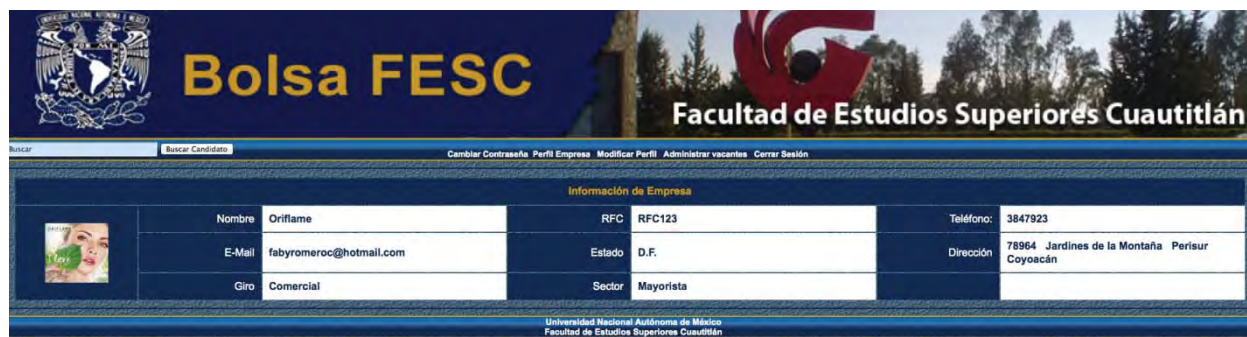 Bolsa FESC
Facultad de Estudios Superiores Cuautitlán
Buscar
Buscar Candidato
Cambiar Contraseña Perfil Empresa Modificar Perfil Administrar vacantes Cerrar Sesión
Información de Empresa
Nombre Oriflame RFC RFC123 Teléfono: 3847923
E-Mail fabyromeroc@hotmail.com Estado D.F. Dirección 78964 Jardines de la Montaña Perisur
Coyoacán
Giro Comercial Sector Mayorista
Universidad Nacional Autónoma de México
Facultad de Estudios Superiores Cuautitlán